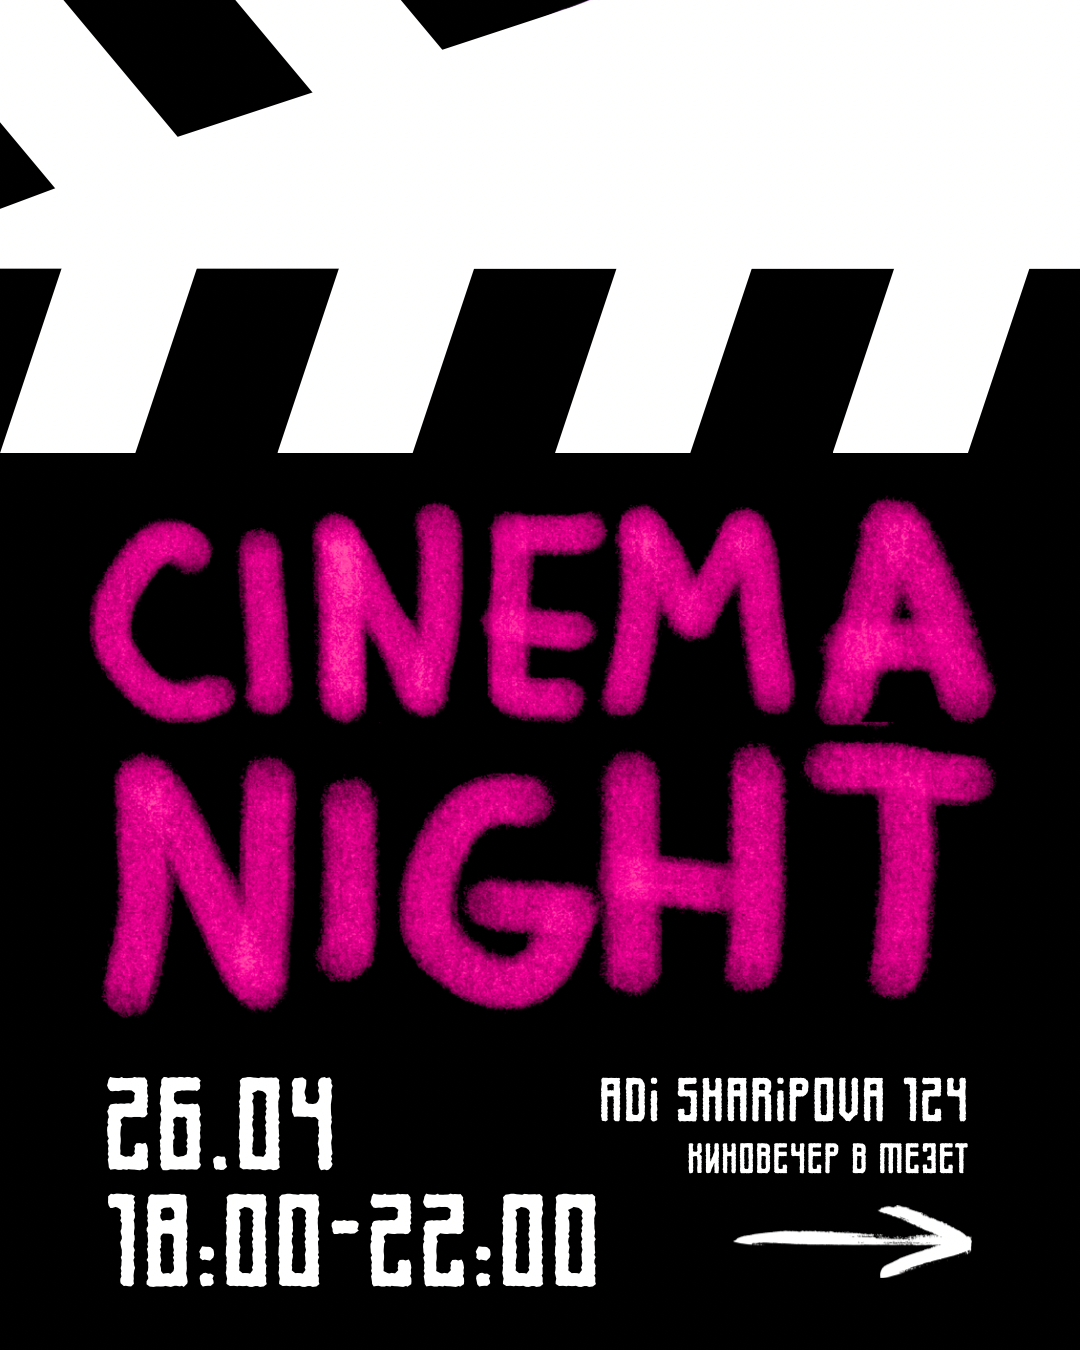 CINEMA
NIGHT
26.04
18:00-22:00
ADi SHARiPOVA 124
КИНОВЕЧЕР В МЕЗЕТ